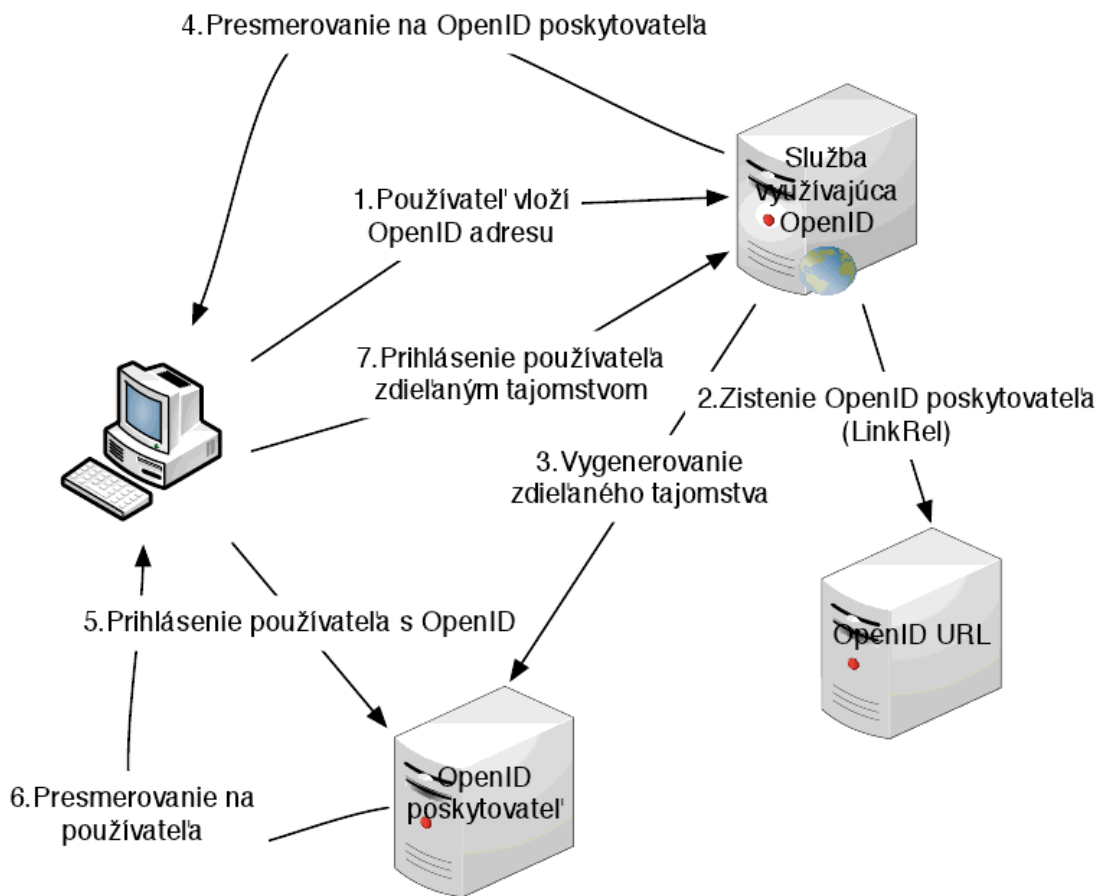 4.Presmerovanie na OpenID poskytovateľa
Služba
využívajúca
OpenID
1.Používateľ vloží
OpenID adresu
7.Prihlásenie používateľa
zdieľaným tajomstvom
2.Zistenie OpenID poskytovateľa
(LinkRel)
3.Vygenerovanie
zdieľaného tajomstva
5.Prihlásenie používateľa s OpenID
OpenID URL
OpenID
poskytovateľ
6.Presmerovanie na
používateľa